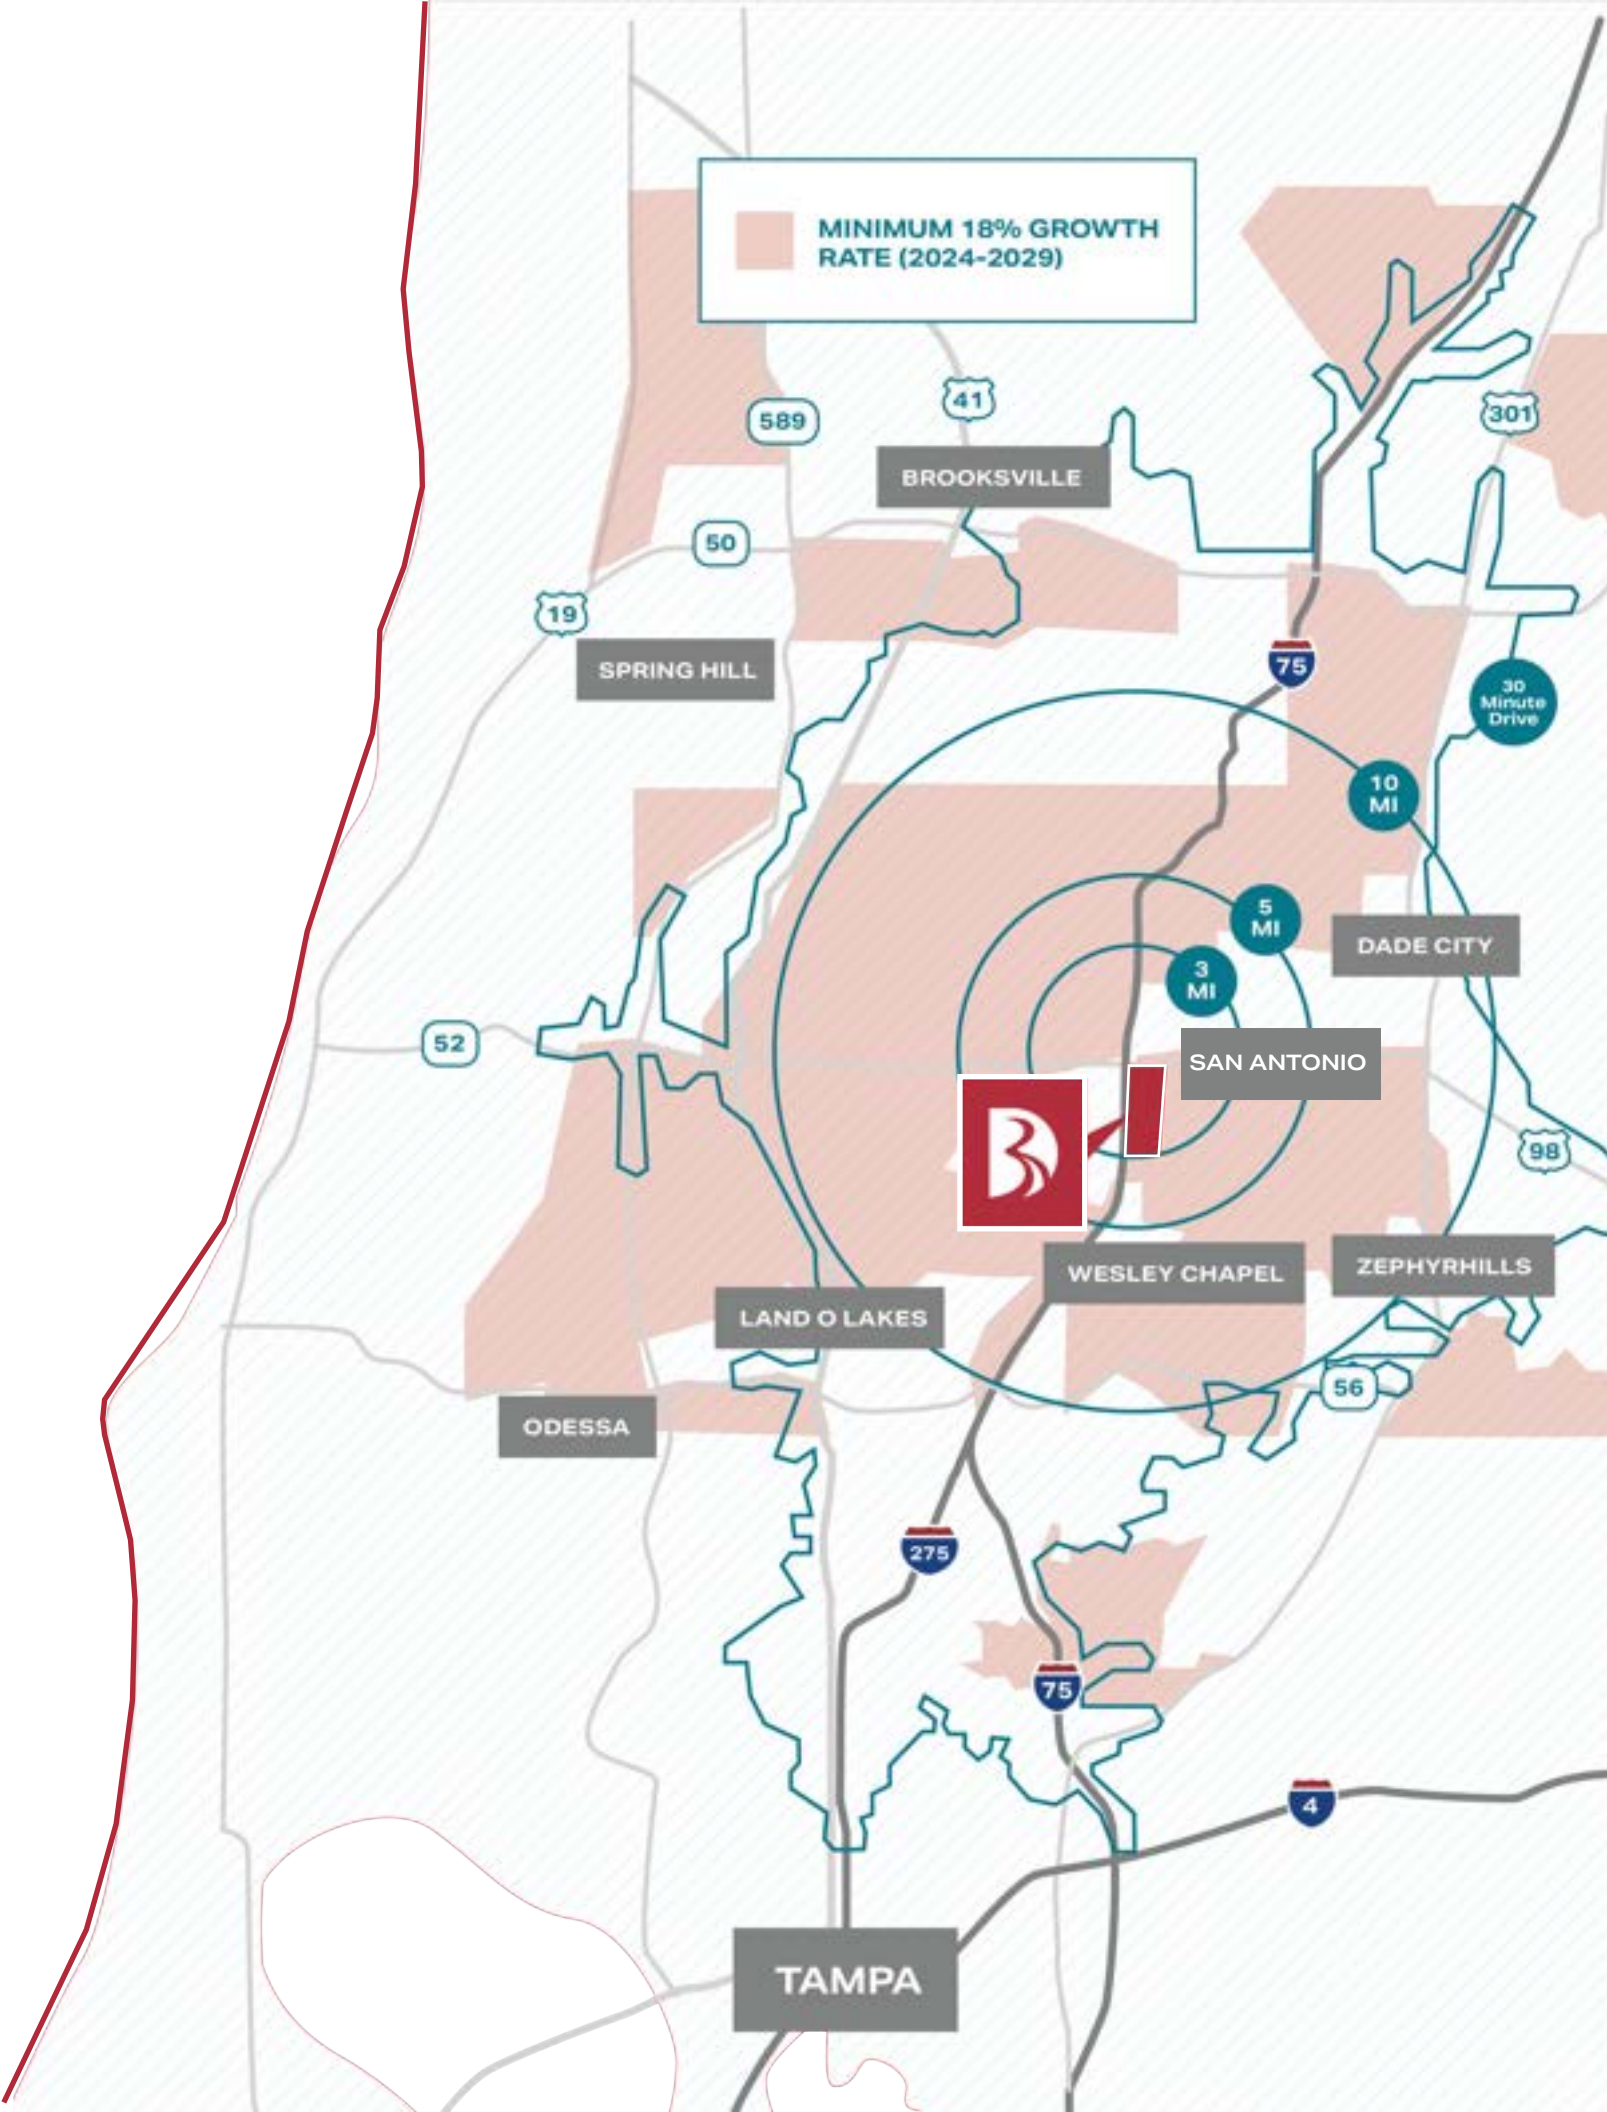 MINIMUM 18% GROWTH
RATE (2024-2029)
589
41
301
BROOKSVILLE
50
19
SPRING HILL
75
30
Minute
Drive
10
MI
5
MI
DADE CITY
3
MI
52
SAN ANTONIO
98
WESLEY CHAPEL
ZEPHYRHILLS
LAND O LAKES
56
ODESSA
275
75
4
TAMPA